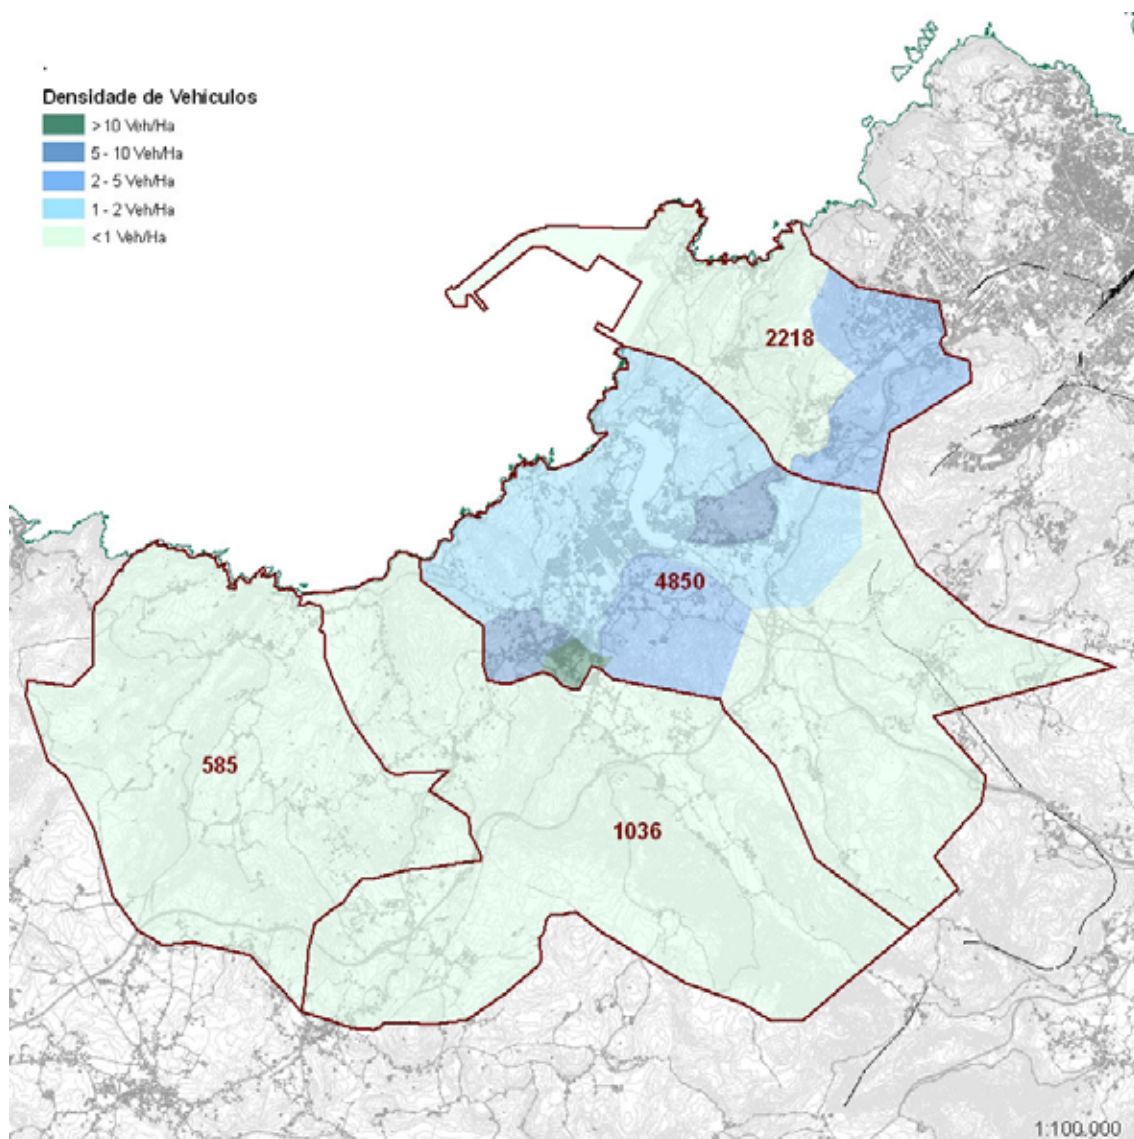 .
Densidade de Vehiculos
>10 Veh/Ha
5 - 10 Veh/Ha
2 - 5 Veh/Ha
1 - 2 Veh/Ha
<1 Veh/Ha
2218
4850
585
1036
1:100.000